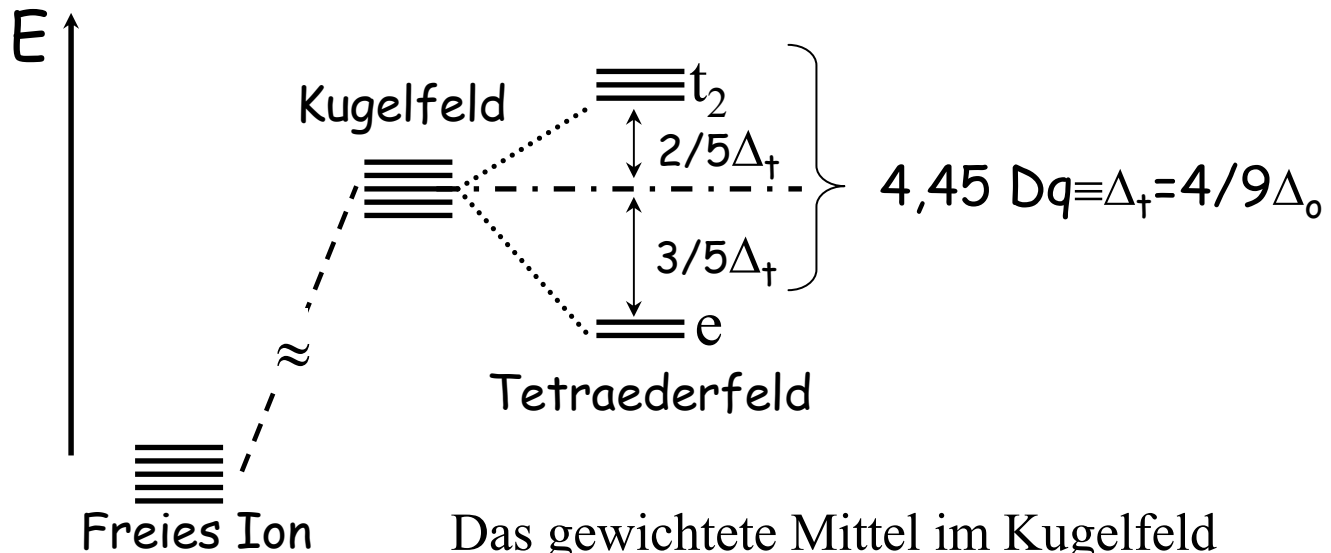 E
Kugelfeld
t₂
2/5Δₜ
4,45 Dq≡Δₜ=4/9Δₒ
3/5Δₜ
e
≈
Tetraederfeld
Freies Ion
Das gewichtete Mittel im Kugelfeld